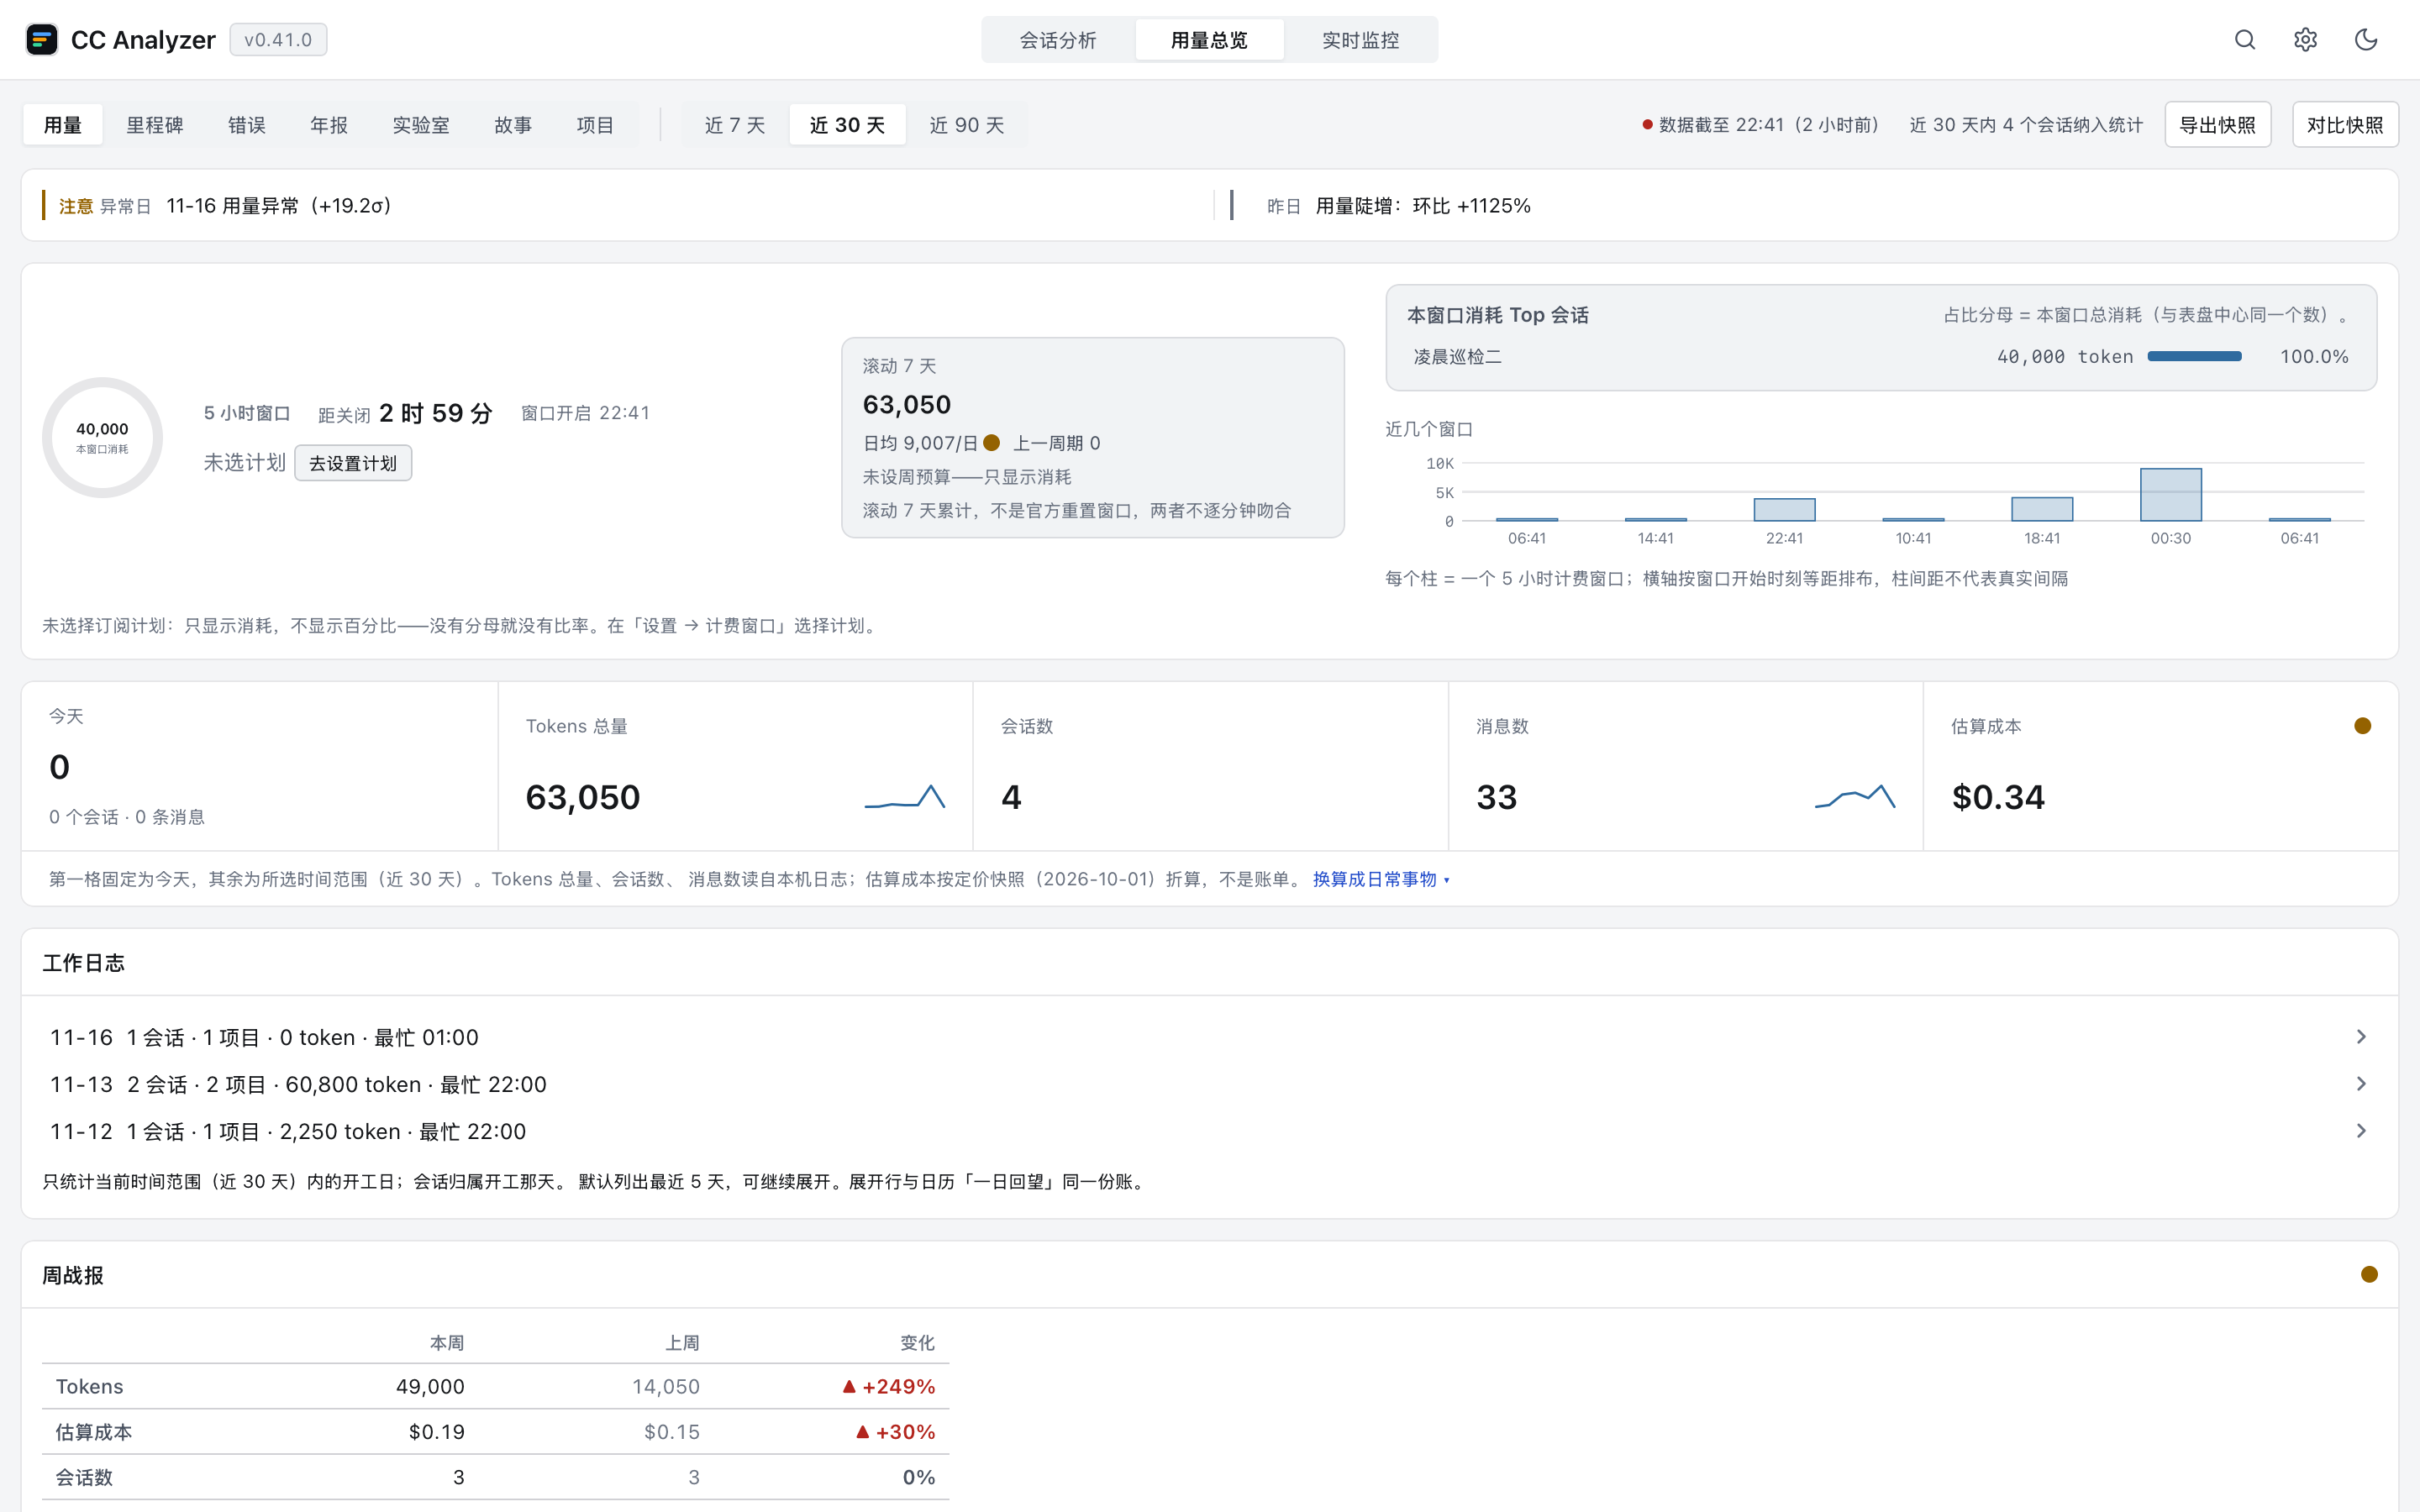 CC Analyzer v0.41.0
会话分析 用量总览 实时监控
用量 里程碑 错误 年报 实验室 故事 项目 近 7 天 近 30 天 近 90 天
数据截至 22:41（2 小时前） 近 30 天内 4 个会话纳入统计 导出快照 对比快照
注意 异常日 11-16 用量异常（+19.2σ）
昨日 用量陡增：环比 +1125%
40,000
本窗口消耗
5 小时窗口 距关闭 2 时 59 分 窗口开启 22:41
未选计划 去设置计划
滚动 7 天
63,050
日均 9,007/日 上一周期 0
未设周预算——只显示消耗
滚动 7 天累计，不是官方重置窗口，两者不逐分钟吻合
本窗口消耗 Top 会话 占比分母 = 本窗口总消耗（与表盘中心同一个数）。
凌晨巡检二 40,000 token 100.0%
近几个窗口
10K
5K
0
06:41 14:41 22:41 10:41 18:41 00:30 06:41
每个柱 = 一个 5 小时计费窗口；横轴按窗口开始时刻等距排布，柱间距不代表真实间隔
未选择订阅计划：只显示消耗，不显示百分比——没有分母就没有比率。在「设置 → 计费窗口」选择计划。
今天
0
0 个会话 · 0 条消息
Tokens 总量
63,050
会话数
4
消息数
33
估算成本
$0.34
第一格固定为今天，其余为所选时间范围（近 30 天）。Tokens 总量、会话数、 消息数读自本机日志；估算成本按定价快照（2026-10-01）折算，不是账单。 换算成日常事物 ▾
工作日志
11-16 1 会话 · 1 项目 · 0 token · 最忙 01:00
11-13 2 会话 · 2 项目 · 60,800 token · 最忙 22:00
11-12 1 会话 · 1 项目 · 2,250 token · 最忙 22:00
只统计当前时间范围（近 30 天）内的开工日；会话归属开工那天。 默认列出最近 5 天，可继续展开。展开行与日历「一日回望」同一份账。
周战报
本周 上周 变化
Tokens 49,000 14,050 ▲ +249%
估算成本 $0.19 $0.15 ▲ +30%
会话数 3 3 0%